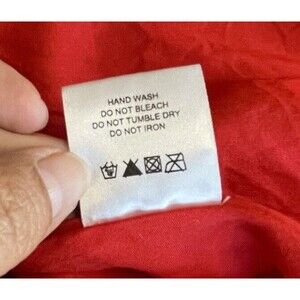 HAND WASH
DO NOT BLEACH
DO NOT TUMBLE DRY
DO NOT IRON